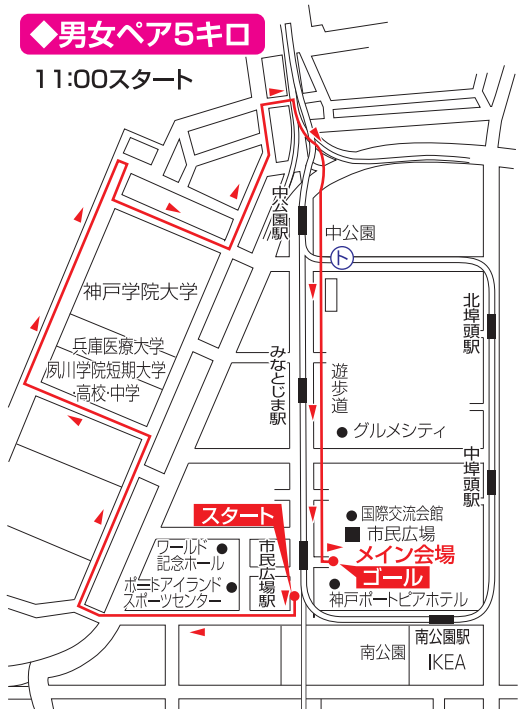 ◆男女ペア5キロ
11:00スタート
中公園駅
中公園
ト
神戸学院大学
北埠頭駅
兵庫医療大学
夙川学院短期大学
・高校・中学
みなとじま駅
遊歩道
グルメシティ
中埠頭駅
スタート
国際交流会館
市民広場
ワールド
記念ホール
市民広場駅
メイン会場
ゴール
ポートアイランド
スポーツセンター
神戸ポートピアホテル
南公園駅
南公園
IKEA